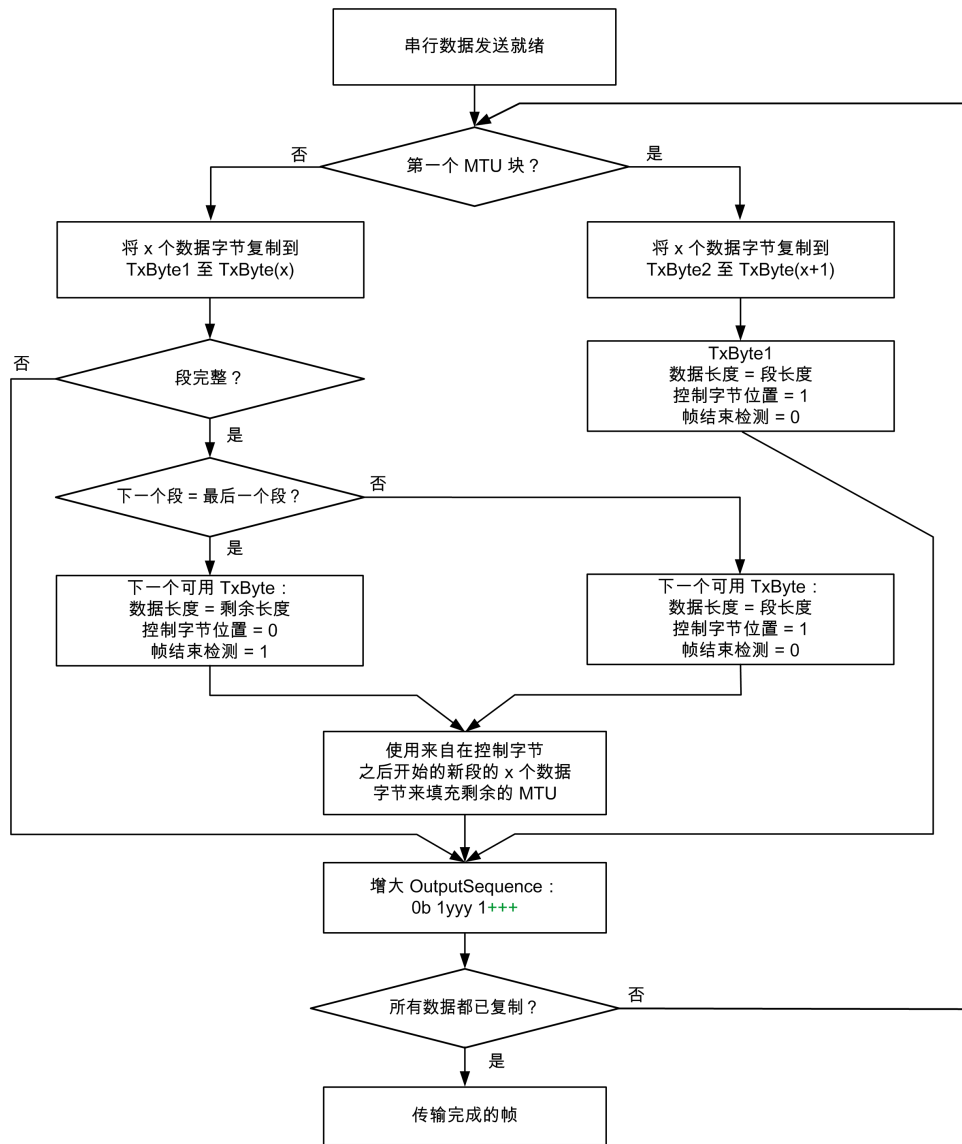 串行数据发送就绪
第一个 MTU 块？
否
是
将 x 个数据字节复制到
TxByte1 至 TxByte(x)
将 x 个数据字节复制到
TxByte2 至 TxByte(x+1)
TxByte1
数据长度 = 段长度
控制字节位置 = 1
帧结束检测 = 0
否
段完整？
是
下一个段 = 最后一个段？
否
是
下一个可用 TxByte：
数据长度 = 剩余长度
控制字节位置 = 0
帧结束检测 = 1
下一个可用 TxByte：
数据长度 = 段长度
控制字节位置 = 1
帧结束检测 = 0
使用来自在控制字节
之后开始的新段的 x 个数据
字节来填充剩余的 MTU
增大 OutputSequence：
0b 1yyy 1+++
所有数据都已复制？
否
是
传输完成的帧